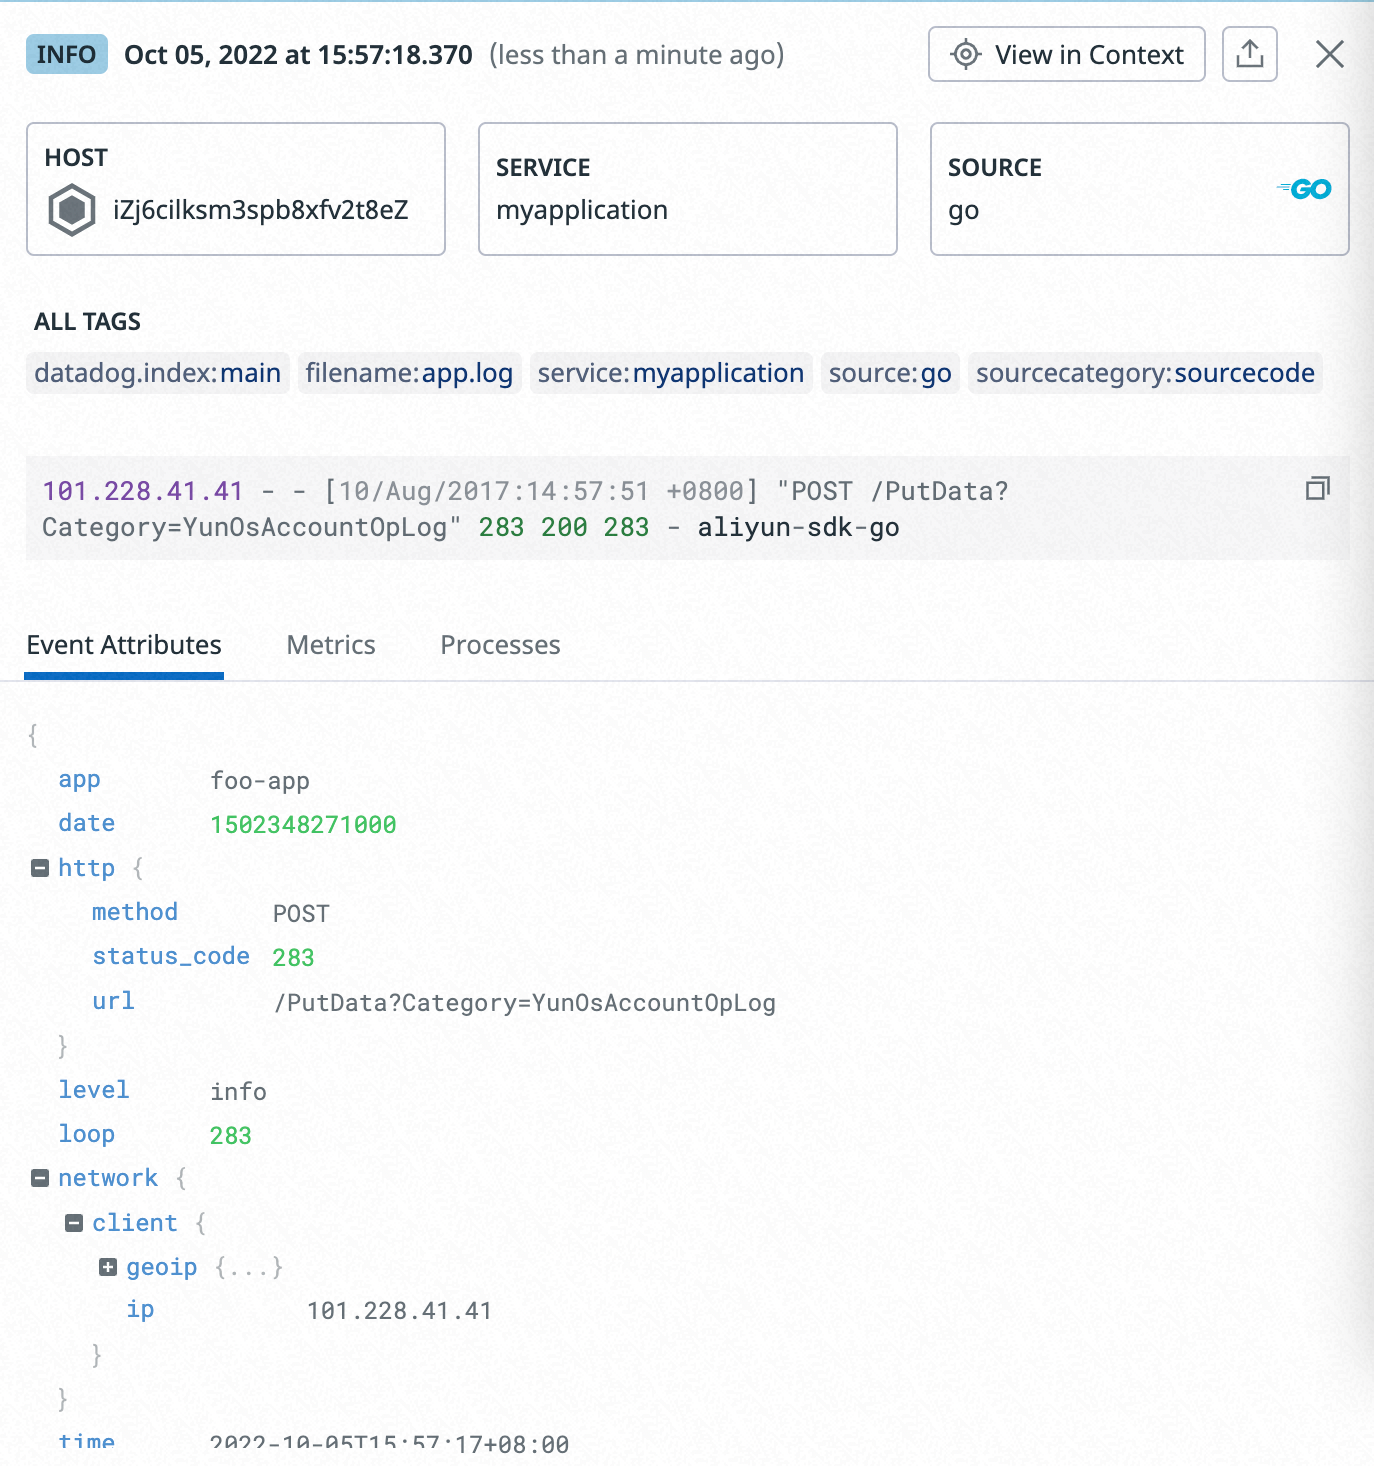 INFO Oct 05, 2022 at 15:57:18.370 (less than a minute ago) View in Context
HOST
iZj6cilksm3spb8xfv2t8eZ
SERVICE
myapplication
SOURCE
go
GO
ALL TAGS
datadog.index:main filename:app.log service:myapplication source:go sourcecategory:sourcecode
101.228.41.41 - - [10/Aug/2017:14:57:51 +0800] "POST /PutData?
Category=YunOsAccountOpLog" 283 200 283 - aliyun-sdk-go
Event Attributes Metrics Processes
{
app foo-app
date 1502348271000
http {
method POST
status_code 283
url /PutData?Category=YunOsAccountOpLog
}
level info
loop 283
network {
client {
geoip {...}
ip 101.228.41.41
}
}
time 2022-10-05T15:57:17+08:00